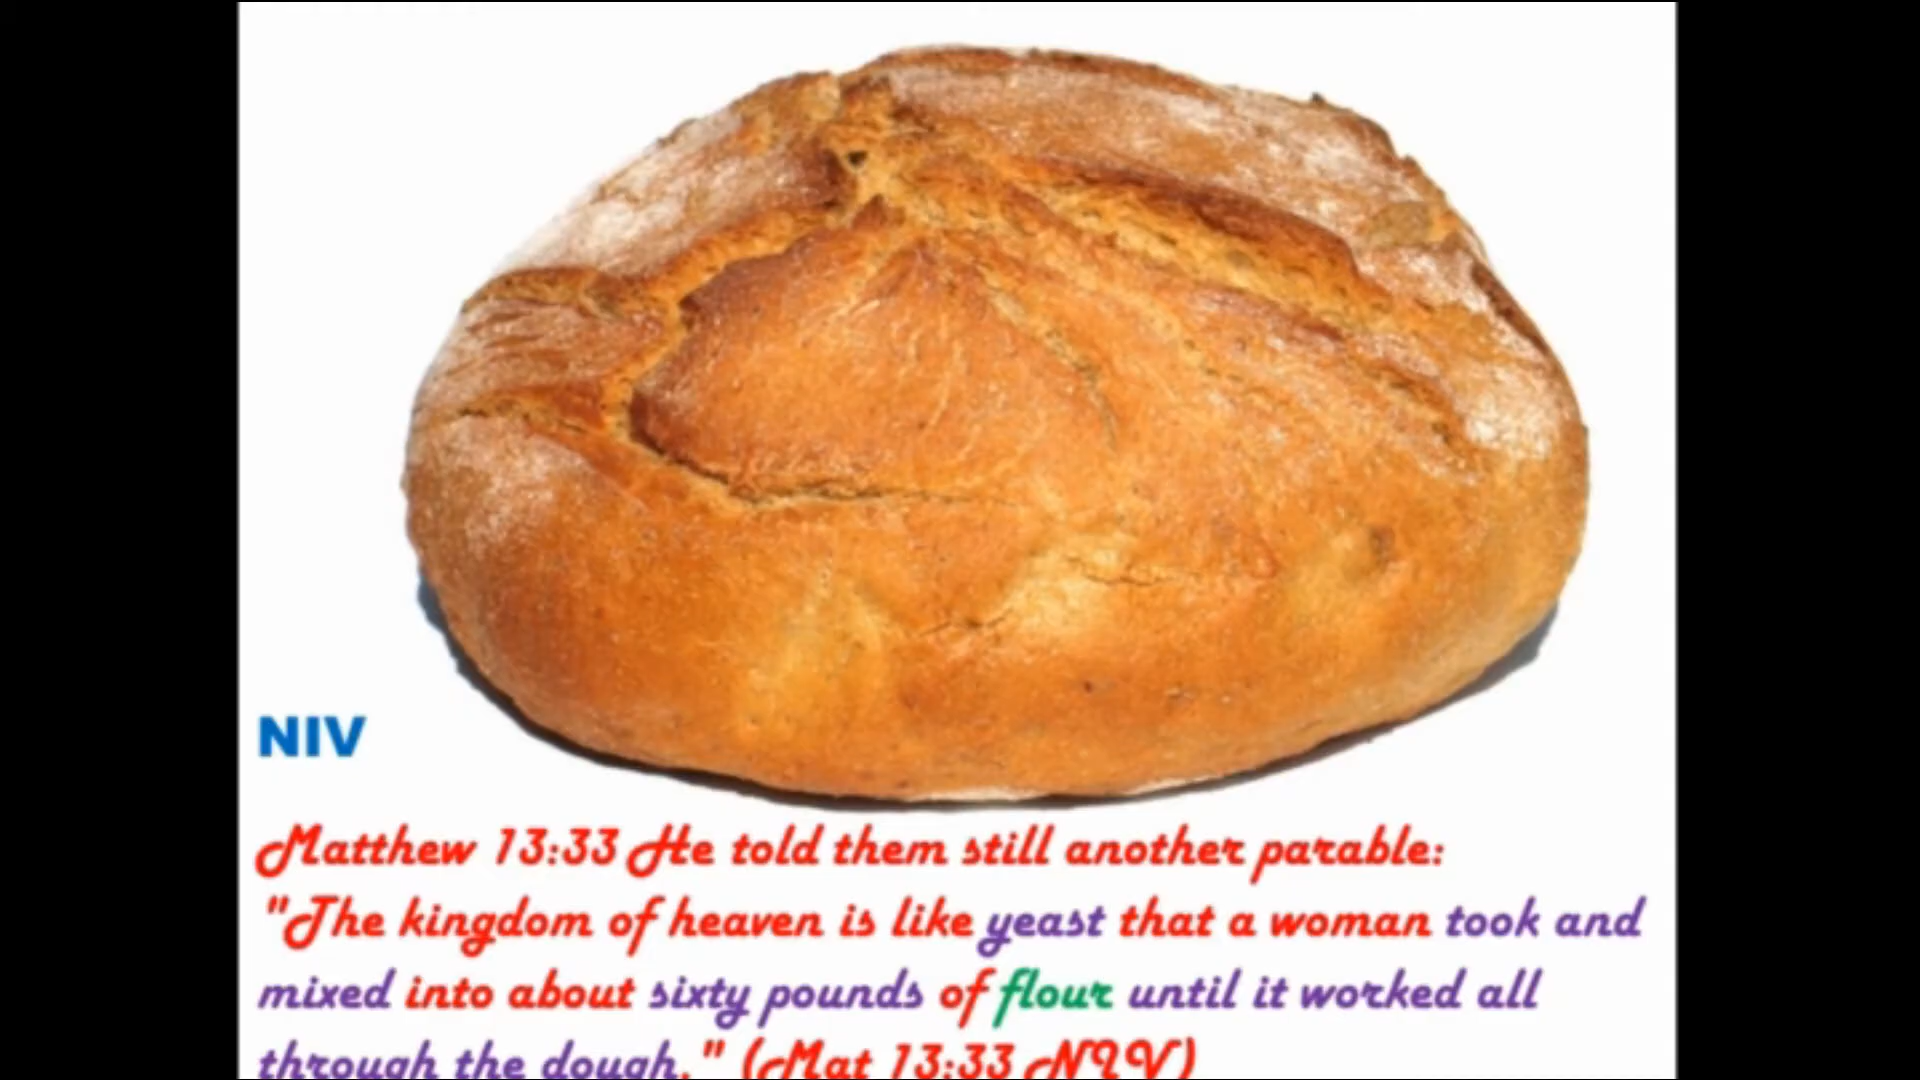 NIV
Matthew 13:33 He told them still another parable:
"The kingdom of heaven is like yeast that a woman took and
mixed into about sixty pounds of flour until it worked all
through the dough." (Mat 13:33 NIV)